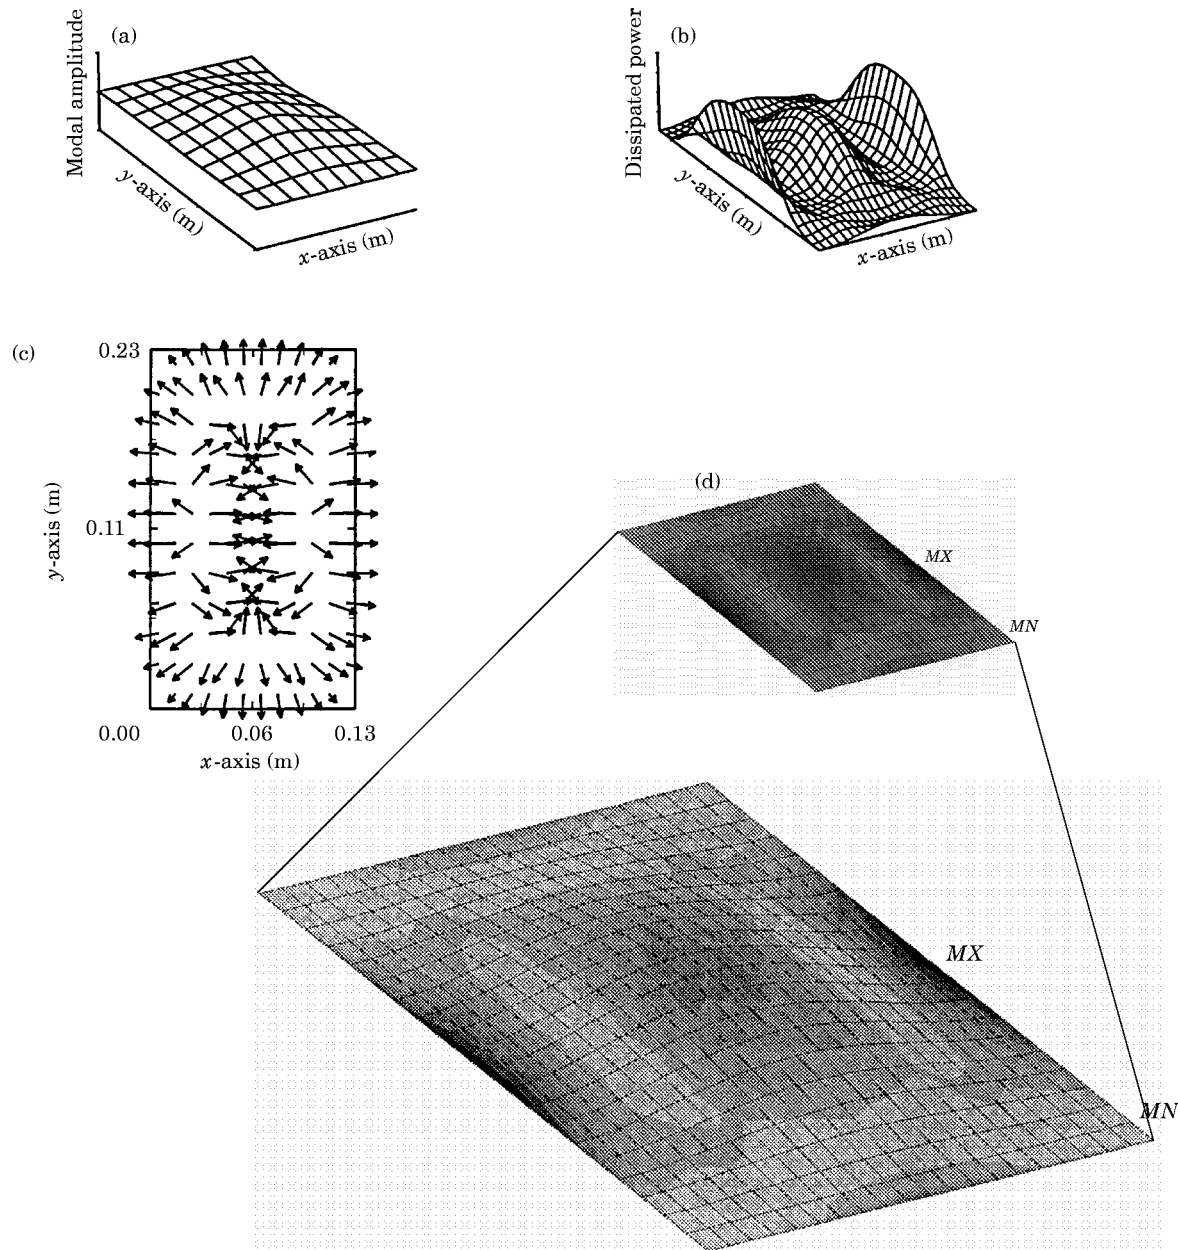 (a)
Modal amplitude
y-axis (m)
x-axis (m)
(b)
Dissipated power
y-axis (m)
x-axis (m)
(c)
0.23
0.11
0.00
0.06
0.13
y-axis (m)
x-axis (m)
(d)
MX
MN
MX
MN